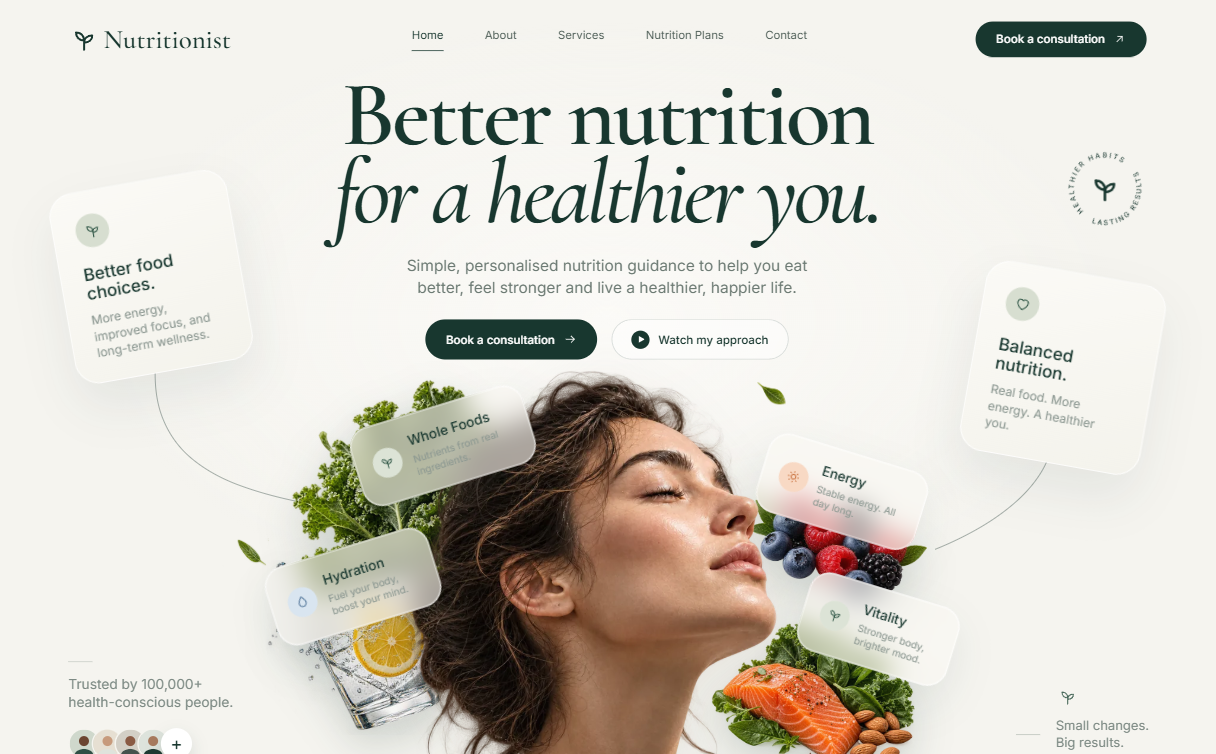 Nutritionist
Home
About
Services
Nutrition Plans
Contact
Book a consultation
Better nutrition
for a healthier you.
Simple, personalised nutrition guidance to help you eat
better, feel stronger and live a healthier, happier life.
Book a consultation
Watch my approach
HEALTHIER HABITS
LASTING RESULTS
Better food
choices.
More energy,
improved focus, and
long-term wellness.
Balanced
nutrition.
Real food. More
energy. A healthier
you.
Whole Foods
Nutrients from real
ingredients.
Energy
Stable energy. All
day long.
Hydration
Fuel your body,
boost your mind.
Vitality
Stronger body,
brighter mood.
Trusted by 100,000+
health-conscious people.
+
Small changes.
Big results.